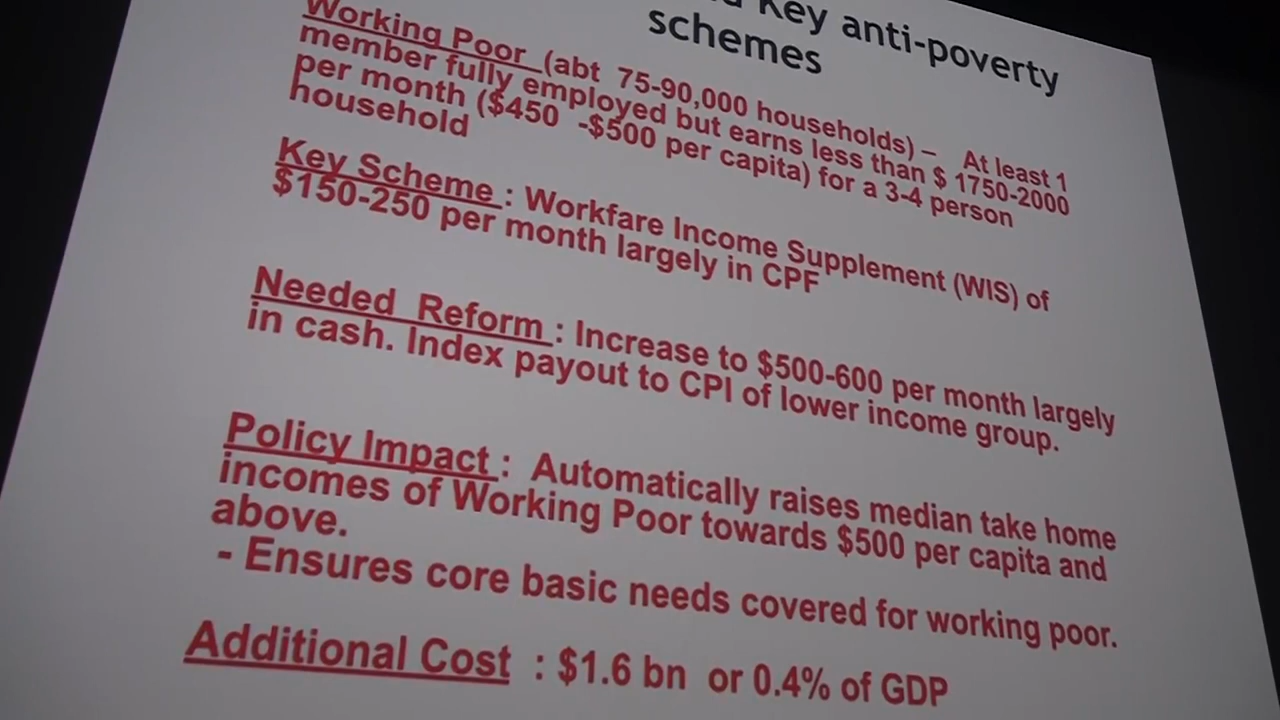 Key anti-poverty
schemes
Working Poor (abt 75-90,000 households) – At least 1
member fully employed but earns less than $ 1750-2000
per month ($450 -$500 per capita) for a 3-4 person
household
Key Scheme : Workfare Income Supplement (WIS) of
$150-250 per month largely in CPF
Needed Reform : Increase to $500-600 per month largely
in cash. Index payout to CPI of lower income group.
Policy Impact : Automatically raises median take home
incomes of Working Poor towards $500 per capita and
above.
- Ensures core basic needs covered for working poor.
Additional Cost : $1.6 bn or 0.4% of GDP